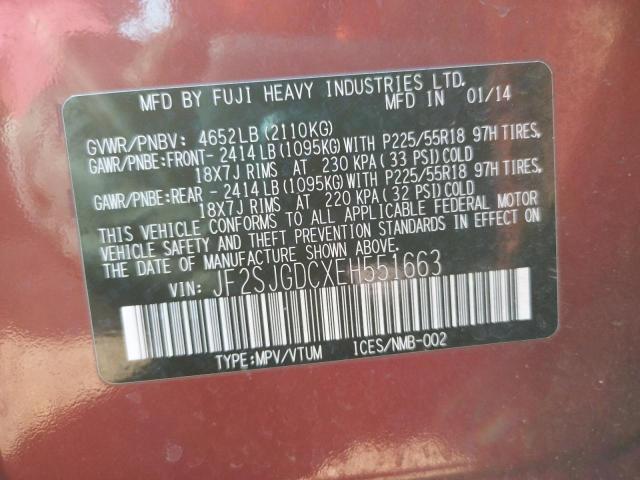 MFD BY FUJI HEAVY INDUSTRIES LTD.
MFD IN 01/14
GVWR/PNBV: 4652LB (2110KG)
GAWR/PNBE:FRONT- 2414 LB (1095KG) WITH P225/55R18 97H TIRES,
18X7J RIMS AT 230 KPA (33 PSI) COLD
GAWR/PNBE:REAR - 2414 LB (1095KG) WITH P225/55R18 97H TIRES,
18X7J RIMS AT 220 KPA (32 PSI) COLD
THIS VEHICLE CONFORMS TO ALL APPLICABLE FEDERAL MOTOR
VEHICLE SAFETY AND THEFT PREVENTION STANDARDS IN EFFECT ON
THE DATE OF MANUFACTURE SHOWN ABOVE.
VIN: JF2SJGDCXEH551663
TYPE:MPV/VTUM ICES/NMB-002